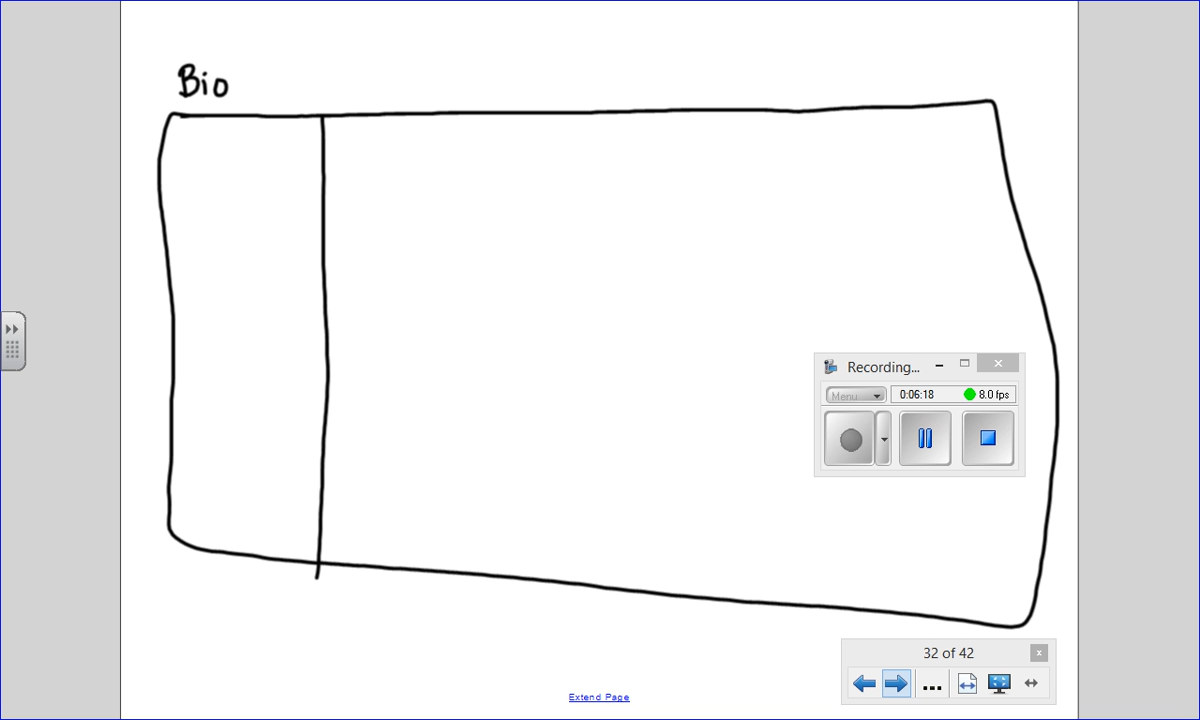 Bio
Recording...
Menu
0:06:18
8.0 fps
32 of 42
...
Extend Page